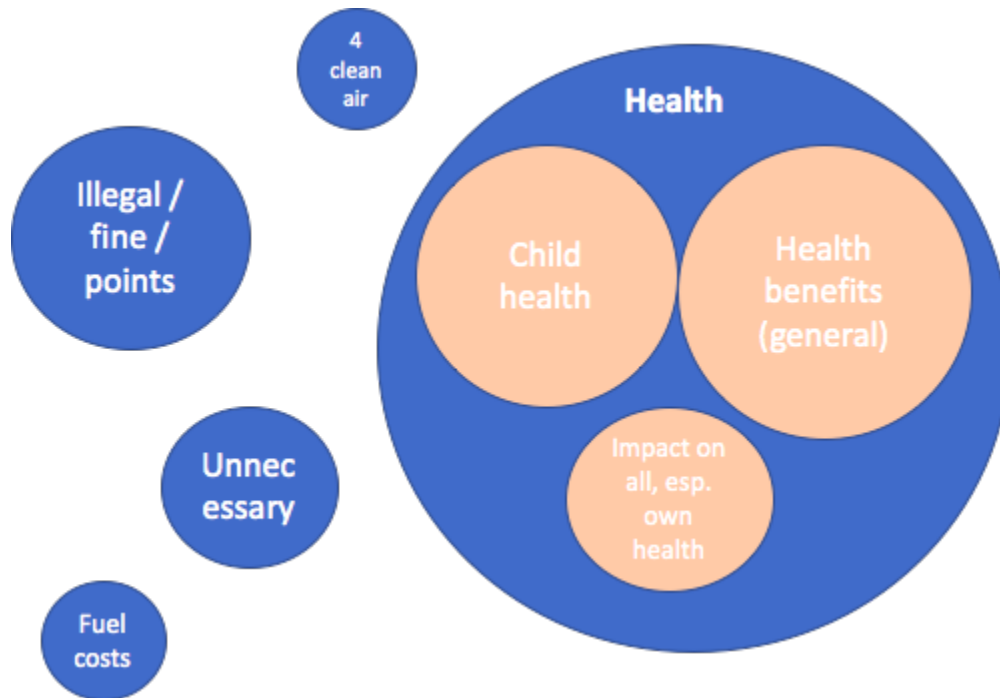 4
clean
air
Health
Illegal /
fine /
points
Child
health
Health
benefits
(general)
Unnec
essary
Impact on
all, esp.
own
health
Fuel
costs